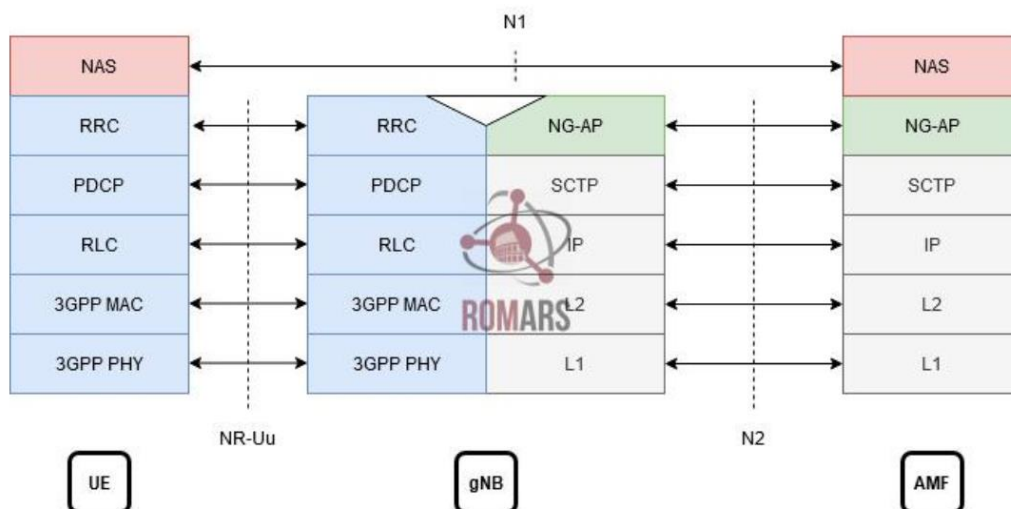 N1
NAS NAS
RRC RRC NG-AP NG-AP
PDCP PDCP SCTP SCTP
RLC RLC IP IP
3GPP MAC 3GPP MAC L2 L2
ROMARS
3GPP PHY 3GPP PHY L1 L1
NR-Uu N2
UE gNB AMF